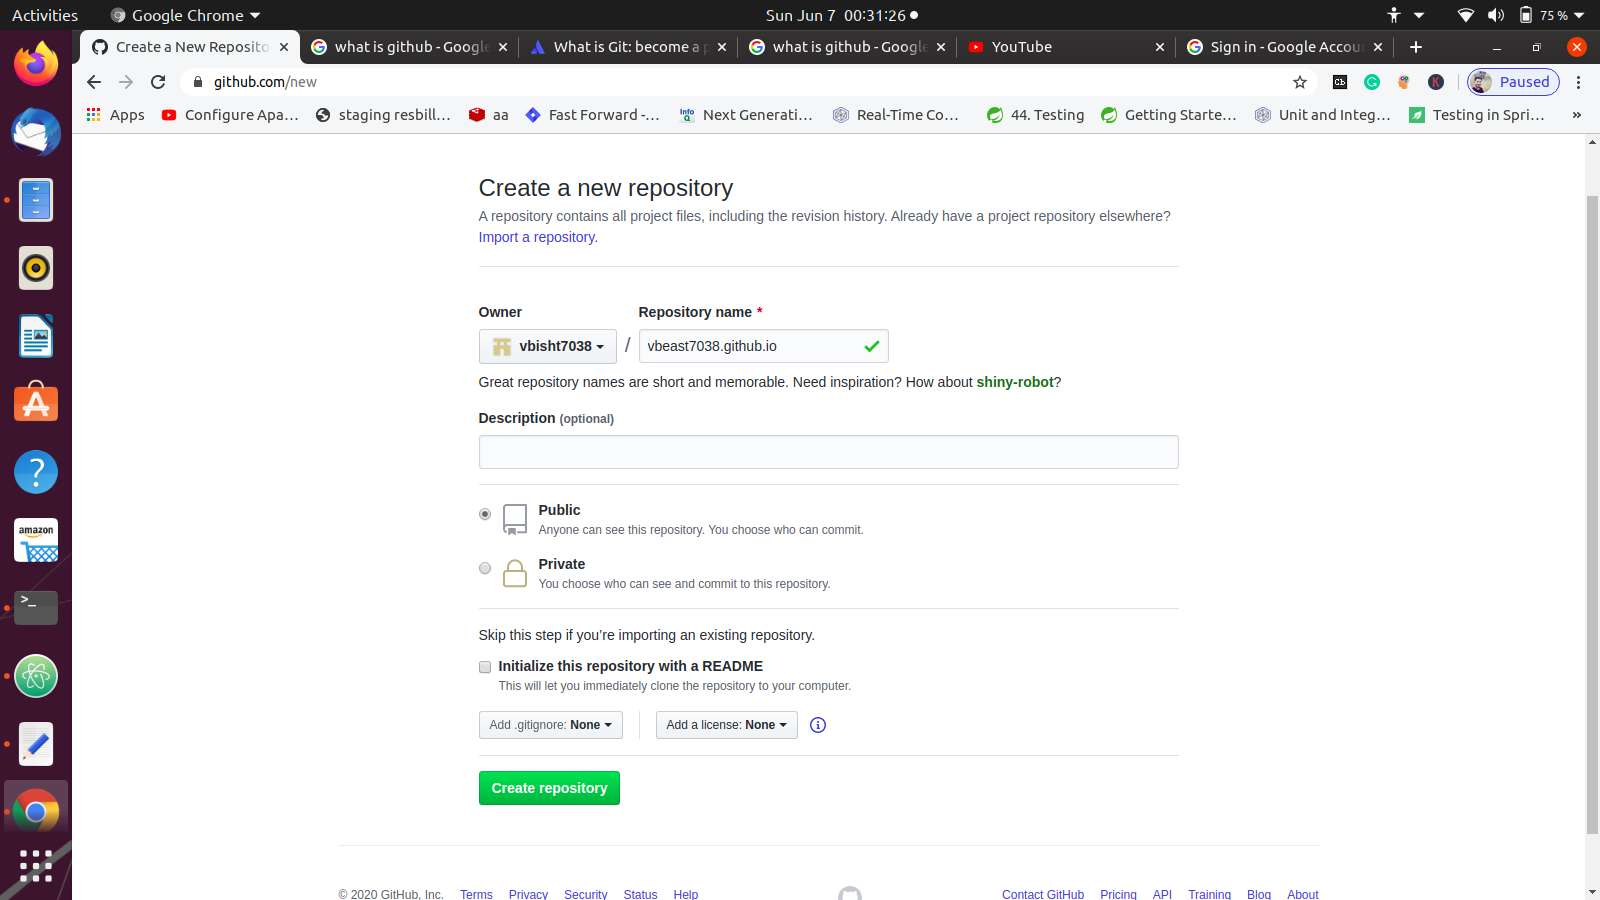 Activities
Google Chrome
Sun Jun 7 00:31:26
75 %
Create a New Reposito
what is github - Google
What is Git: become a p
what is github - Google
YouTube
Sign in - Google Accoun
github.com/new
Paused
Apps
Configure Apa...
staging resbill...
aa
Fast Forward -...
Next Generati...
Real-Time Co...
44. Testing
Getting Starte...
Unit and Integ...
Testing in Spri...
»
Create a new repository
A repository contains all project files, including the revision history. Already have a project repository elsewhere?
Import a repository.
Owner
Repository name *
vbisht7038
/
vbeast7038.github.io
Great repository names are short and memorable. Need inspiration? How about shiny-robot?
Description (optional)
Public
Anyone can see this repository. You choose who can commit.
Private
You choose who can see and commit to this repository.
Skip this step if you’re importing an existing repository.
Initialize this repository with a README
This will let you immediately clone the repository to your computer.
Add .gitignore: None
Add a license: None
Create repository
© 2020 GitHub, Inc.
Terms
Privacy
Security
Status
Help
Contact GitHub
Pricing
API
Training
Blog
About
amazon